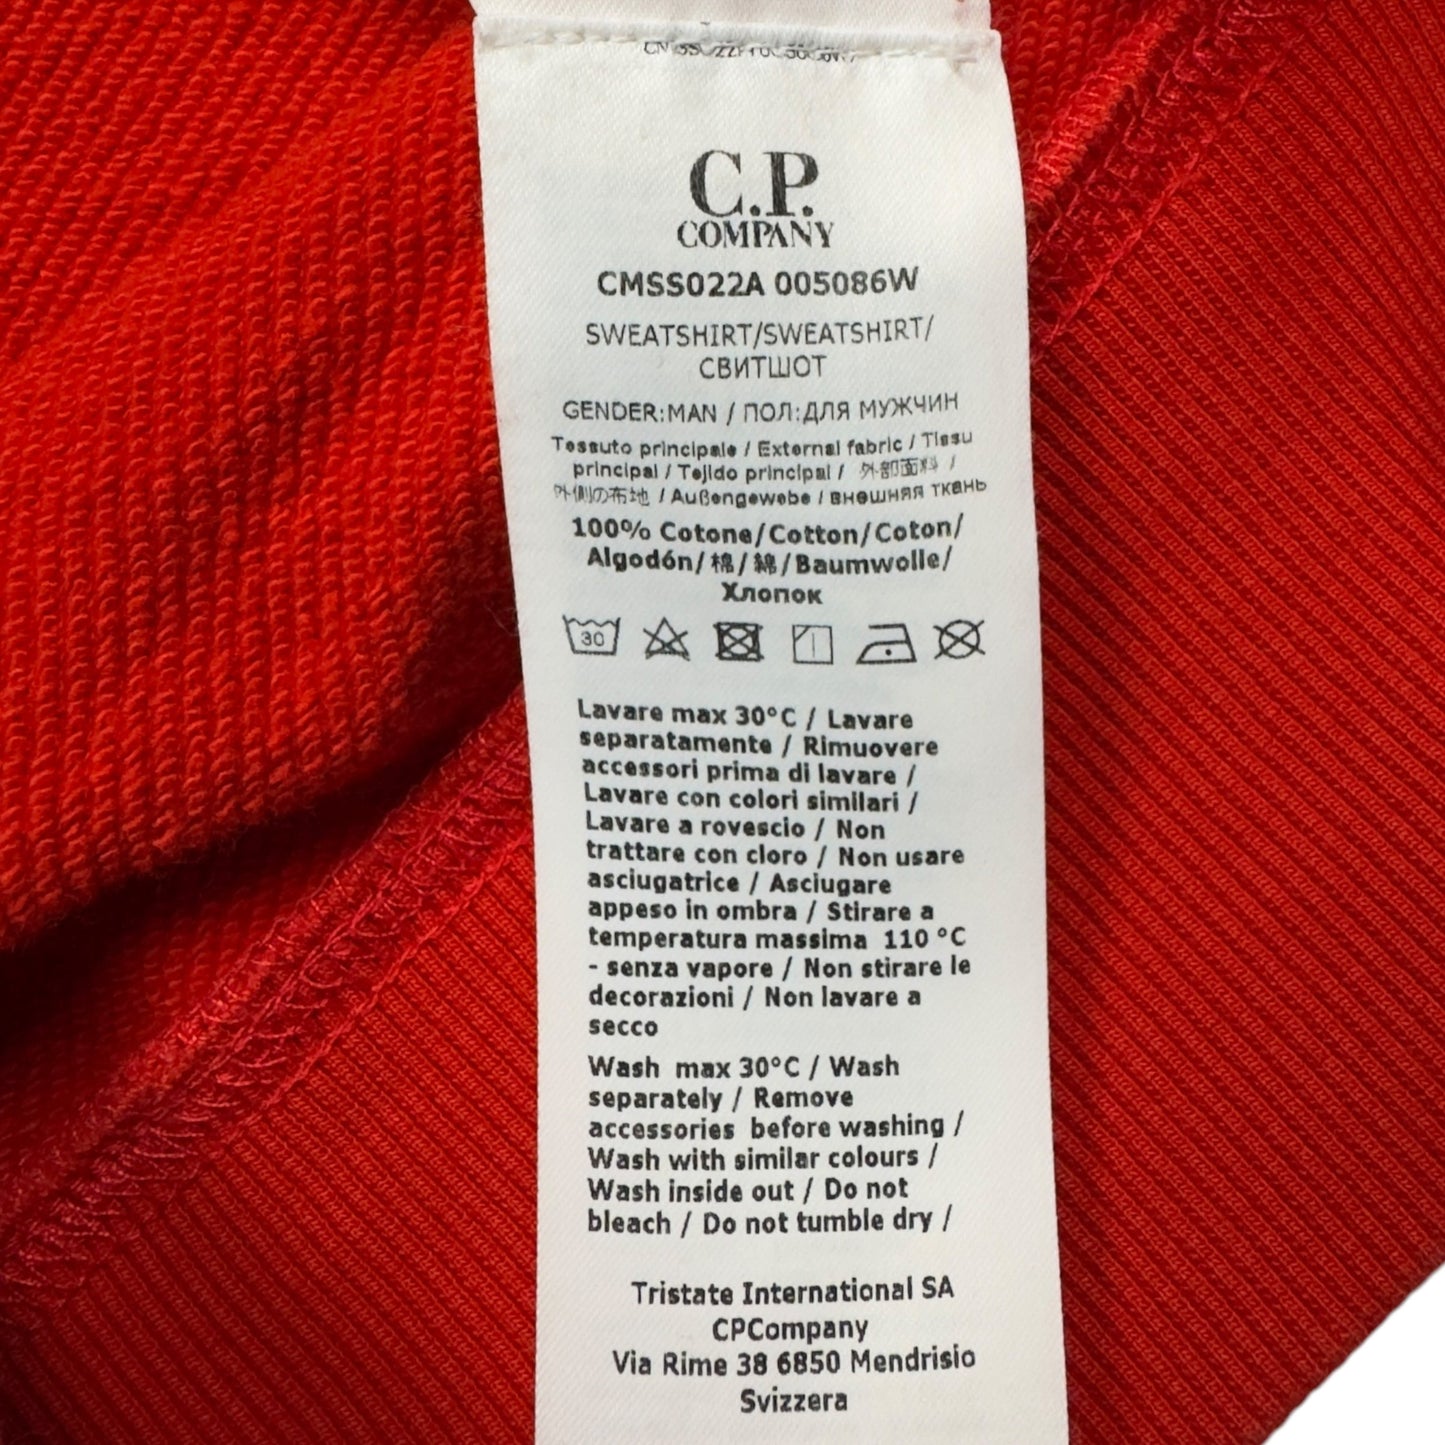 C.P.
COMPANY
CMSS022A 005086W
SWEATSHIRT/SWEATSHIRT/
СВИТШОТ
GENDER:MAN / ПОЛ:ДЛЯ МУЖЧИН
Tessuto principale / External fabric / Tissu
principal / Tejido principal / 外部面料 /
外側の布地 / Außengewebe / внешняя ткань
100% Cotone/Cotton/Coton/
Algodón/棉/綿/Baumwolle/
Хлопок
30
Lavare max 30°C / Lavare
separatamente / Rimuovere
accessori prima di lavare /
Lavare con colori similari /
Lavare a rovescio / Non
trattare con cloro / Non usare
asciugatrice / Asciugare
appeso in ombra / Stirare a
temperatura massima 110 °C
- senza vapore / Non stirare le
decorazioni / Non lavare a
secco
Wash max 30°C / Wash
separately / Remove
accessories before washing /
Wash with similar colours /
Wash inside out / Do not
bleach / Do not tumble dry /
Tristate International SA
CPCompany
Via Rime 38 6850 Mendrisio
Svizzera